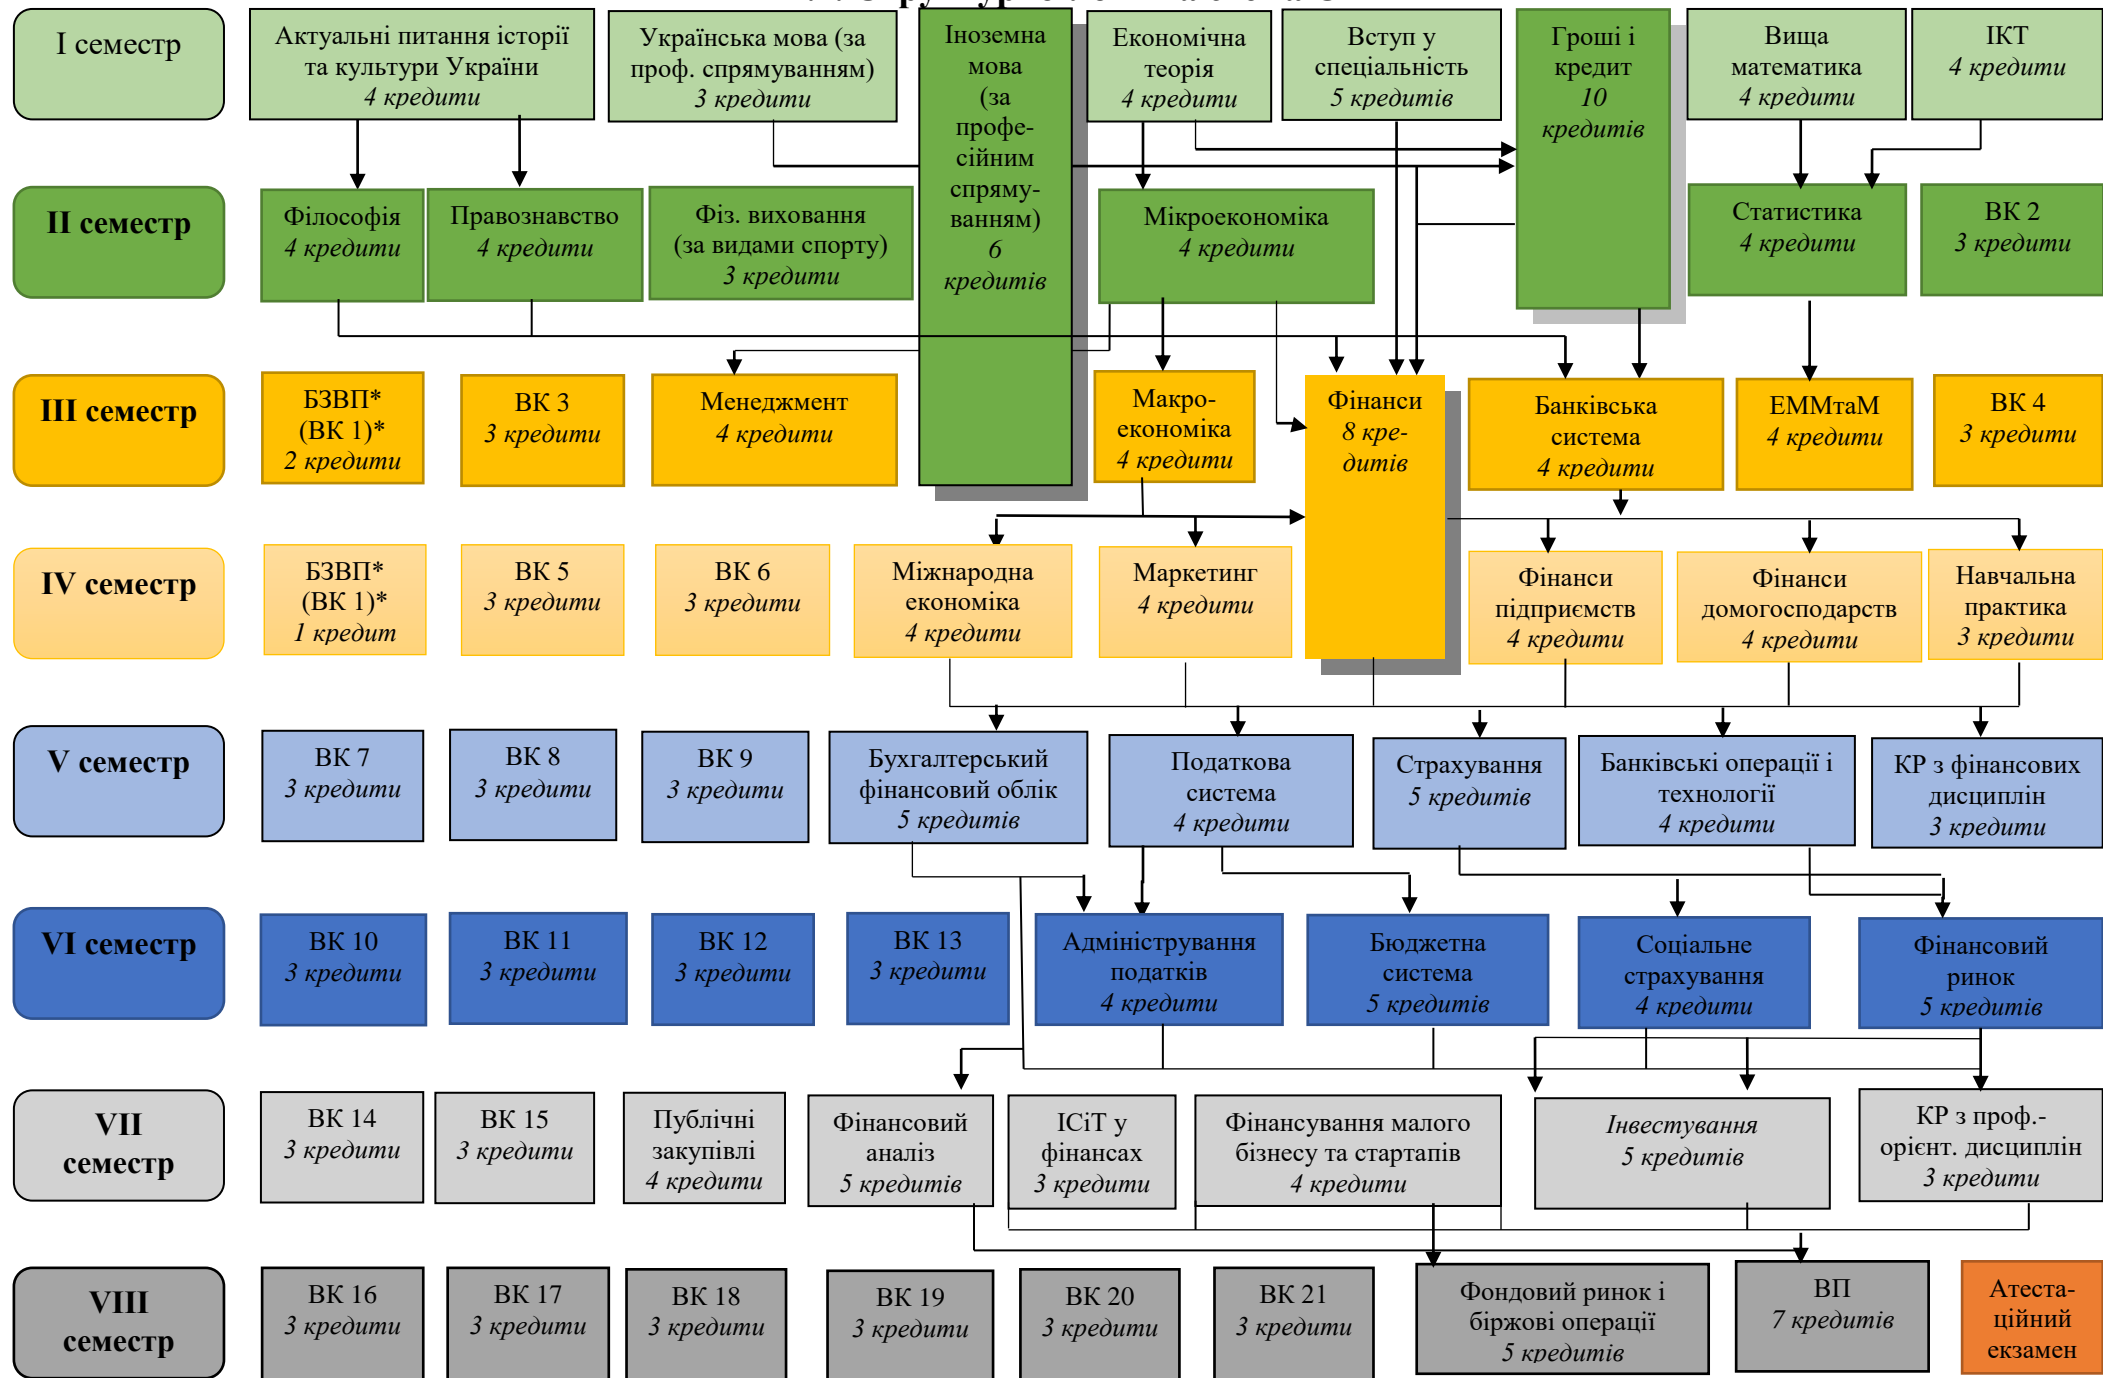 І семестр
Актуальні питання історії
та культури України
4 кредити
Українська мова (за
проф. спрямуванням)
3 кредити
Іноземна
мова
(за
профе-
сійним
спряму-
ванням)
6
кредитів
Економічна
теорія
4 кредити
Вступ у
спеціальність
5 кредитів
Гроші і
кредит
10
кредитів
Вища
математика
4 кредити
ІКТ
4 кредити
ІІ семестр
Філософія
4 кредити
Правознавство
4 кредити
Фіз. виховання
(за видами спорту)
3 кредити
Мікроекономіка
4 кредити
Статистика
4 кредити
ВК 2
3 кредити
ІІІ семестр
БЗВП*
(ВК 1)*
2 кредити
ВК 3
3 кредити
Менеджмент
4 кредити
Макро-
економіка
4 кредити
Фінанси
8 кре-
дитів
Банківська
система
4 кредити
ЕММтаМ
4 кредити
ВК 4
3 кредити
IV семестр
БЗВП*
(ВК 1)*
1 кредит
ВК 5
3 кредити
ВК 6
3 кредити
Міжнародна
економіка
4 кредити
Маркетинг
4 кредити
Фінанси
підприємств
4 кредити
Фінанси
домогосподарств
4 кредити
Навчальна
практика
3 кредити
V семестр
ВК 7
3 кредити
ВК 8
3 кредити
ВК 9
3 кредити
Бухгалтерський
фінансовий облік
5 кредитів
Податкова
система
4 кредити
Страхування
5 кредитів
Банківські операції і
технології
4 кредити
КР з фінансових
дисциплін
3 кредити
VI семестр
ВК 10
3 кредити
ВК 11
3 кредити
ВК 12
3 кредити
ВК 13
3 кредити
Адміністрування
податків
4 кредити
Бюджетна
система
5 кредитів
Соціальне
страхування
4 кредити
Фінансовий
ринок
5 кредитів
VII
семестр
ВК 14
3 кредити
ВК 15
3 кредити
Публічні
закупівлі
4 кредити
Фінансовий
аналіз
5 кредитів
ІСіТ у
фінансах
3 кредити
Фінансування малого
бізнесу та стартапів
4 кредити
Інвестування
5 кредитів
КР з проф.-
орієнт. дисциплін
3 кредити
VIII
семестр
ВК 16
3 кредити
ВК 17
3 кредити
ВК 18
3 кредити
ВК 19
3 кредити
ВК 20
3 кредити
ВК 21
3 кредити
Фондовий ринок і
біржові операції
5 кредитів
ВП
7 кредитів
Атеста-
ційний
екзамен